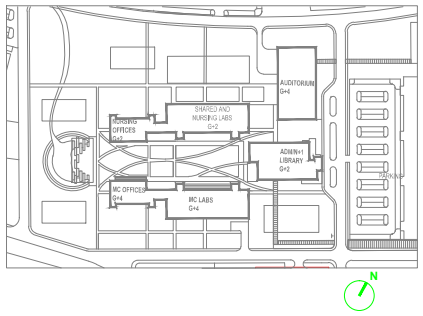 AUDITORIUM
G+4
SHARED AND
NURSING LABS
G+2
NURSING
OFFICES
G+3
ADMIN+1
LIBRARY
G+2
PARKING
MC OFFICES
G+4
MC LABS
G+4
N